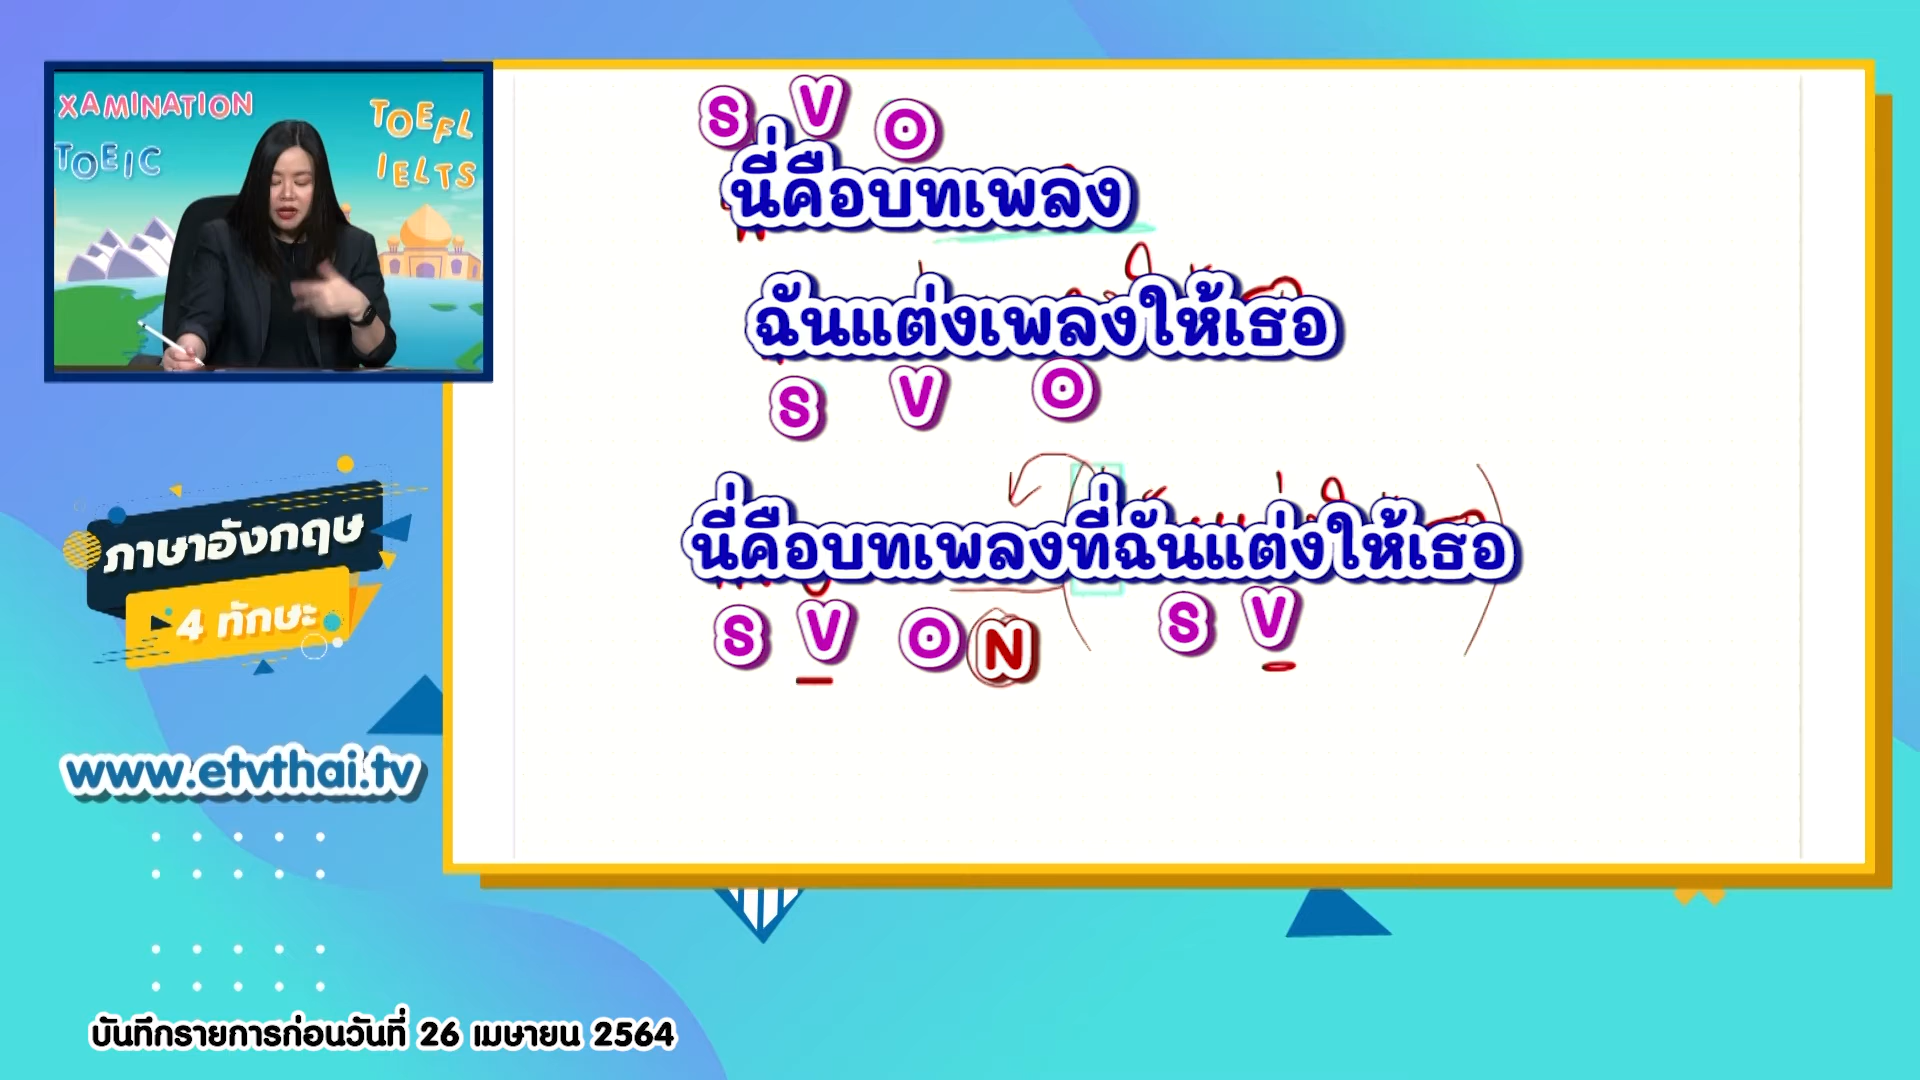 XAMINATION
TOEFL
TOEIC
IELTS
S V O
นี่คือบทเพลง
ฉันแต่งเพลงให้เธอ
S V O
นี่คือบทเพลงที่ฉันแต่งให้เธอ
S V O N S V
ภาษาอังกฤษ
4 ทักษะ
www.etvthai.tv
บันทึกรายการก่อนวันที่ 26 เมษายน 2564